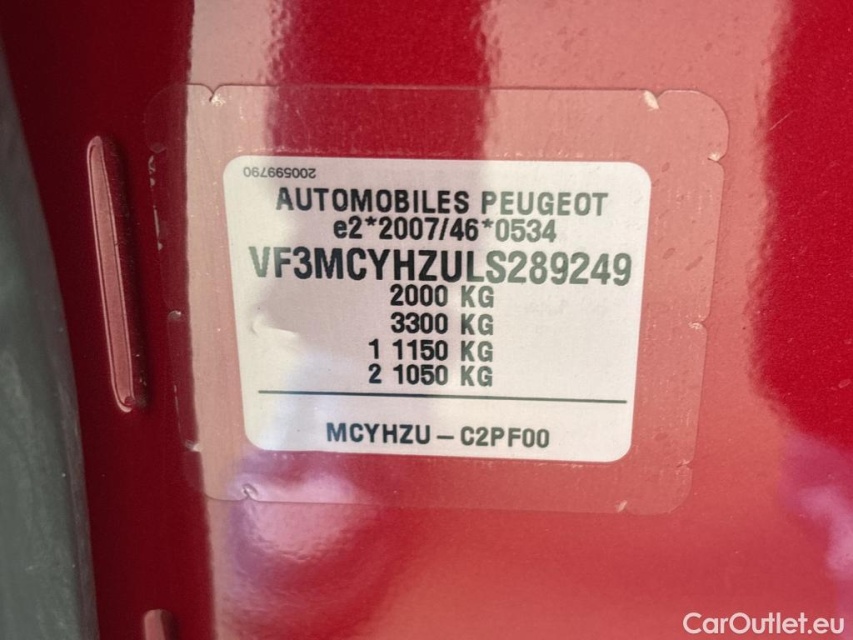 200599790
AUTOMOBILES PEUGEOT
e2*2007/46*0534
VF3MCYHZULS289249
2000 KG
3300 KG
1 1150 KG
2 1050 KG
MCYHZU – C2PF00
CarOutlet.eu